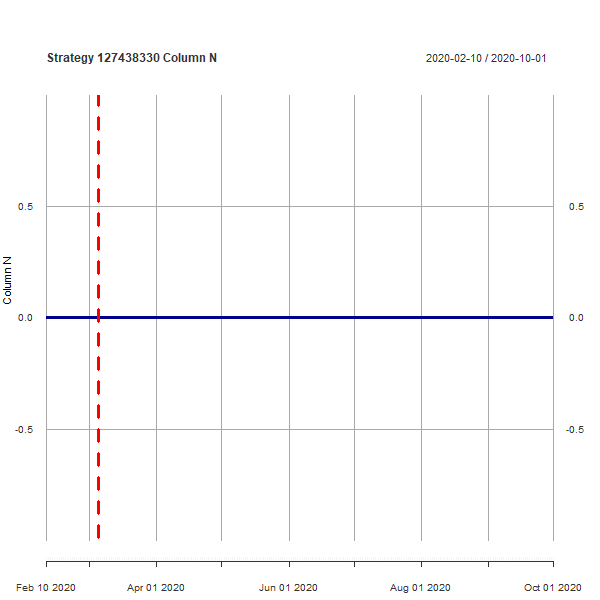 Strategy 127438330 Column N
2020-02-10 / 2020-10-01
0.5
0.5
Column N
0.0
0.0
-0.5
-0.5
Feb 10 2020
Apr 01 2020
Jun 01 2020
Aug 01 2020
Oct 01 2020